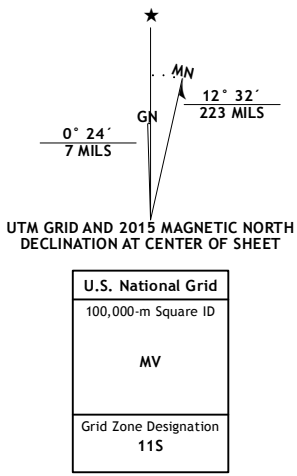 ★
MN
GN
12° 32´
223 MILS
0° 24´
7 MILS
UTM GRID AND 2015 MAGNETIC NORTH
DECLINATION AT CENTER OF SHEET
U.S. National Grid
100,000-m Square ID
MV
Grid Zone Designation
11S